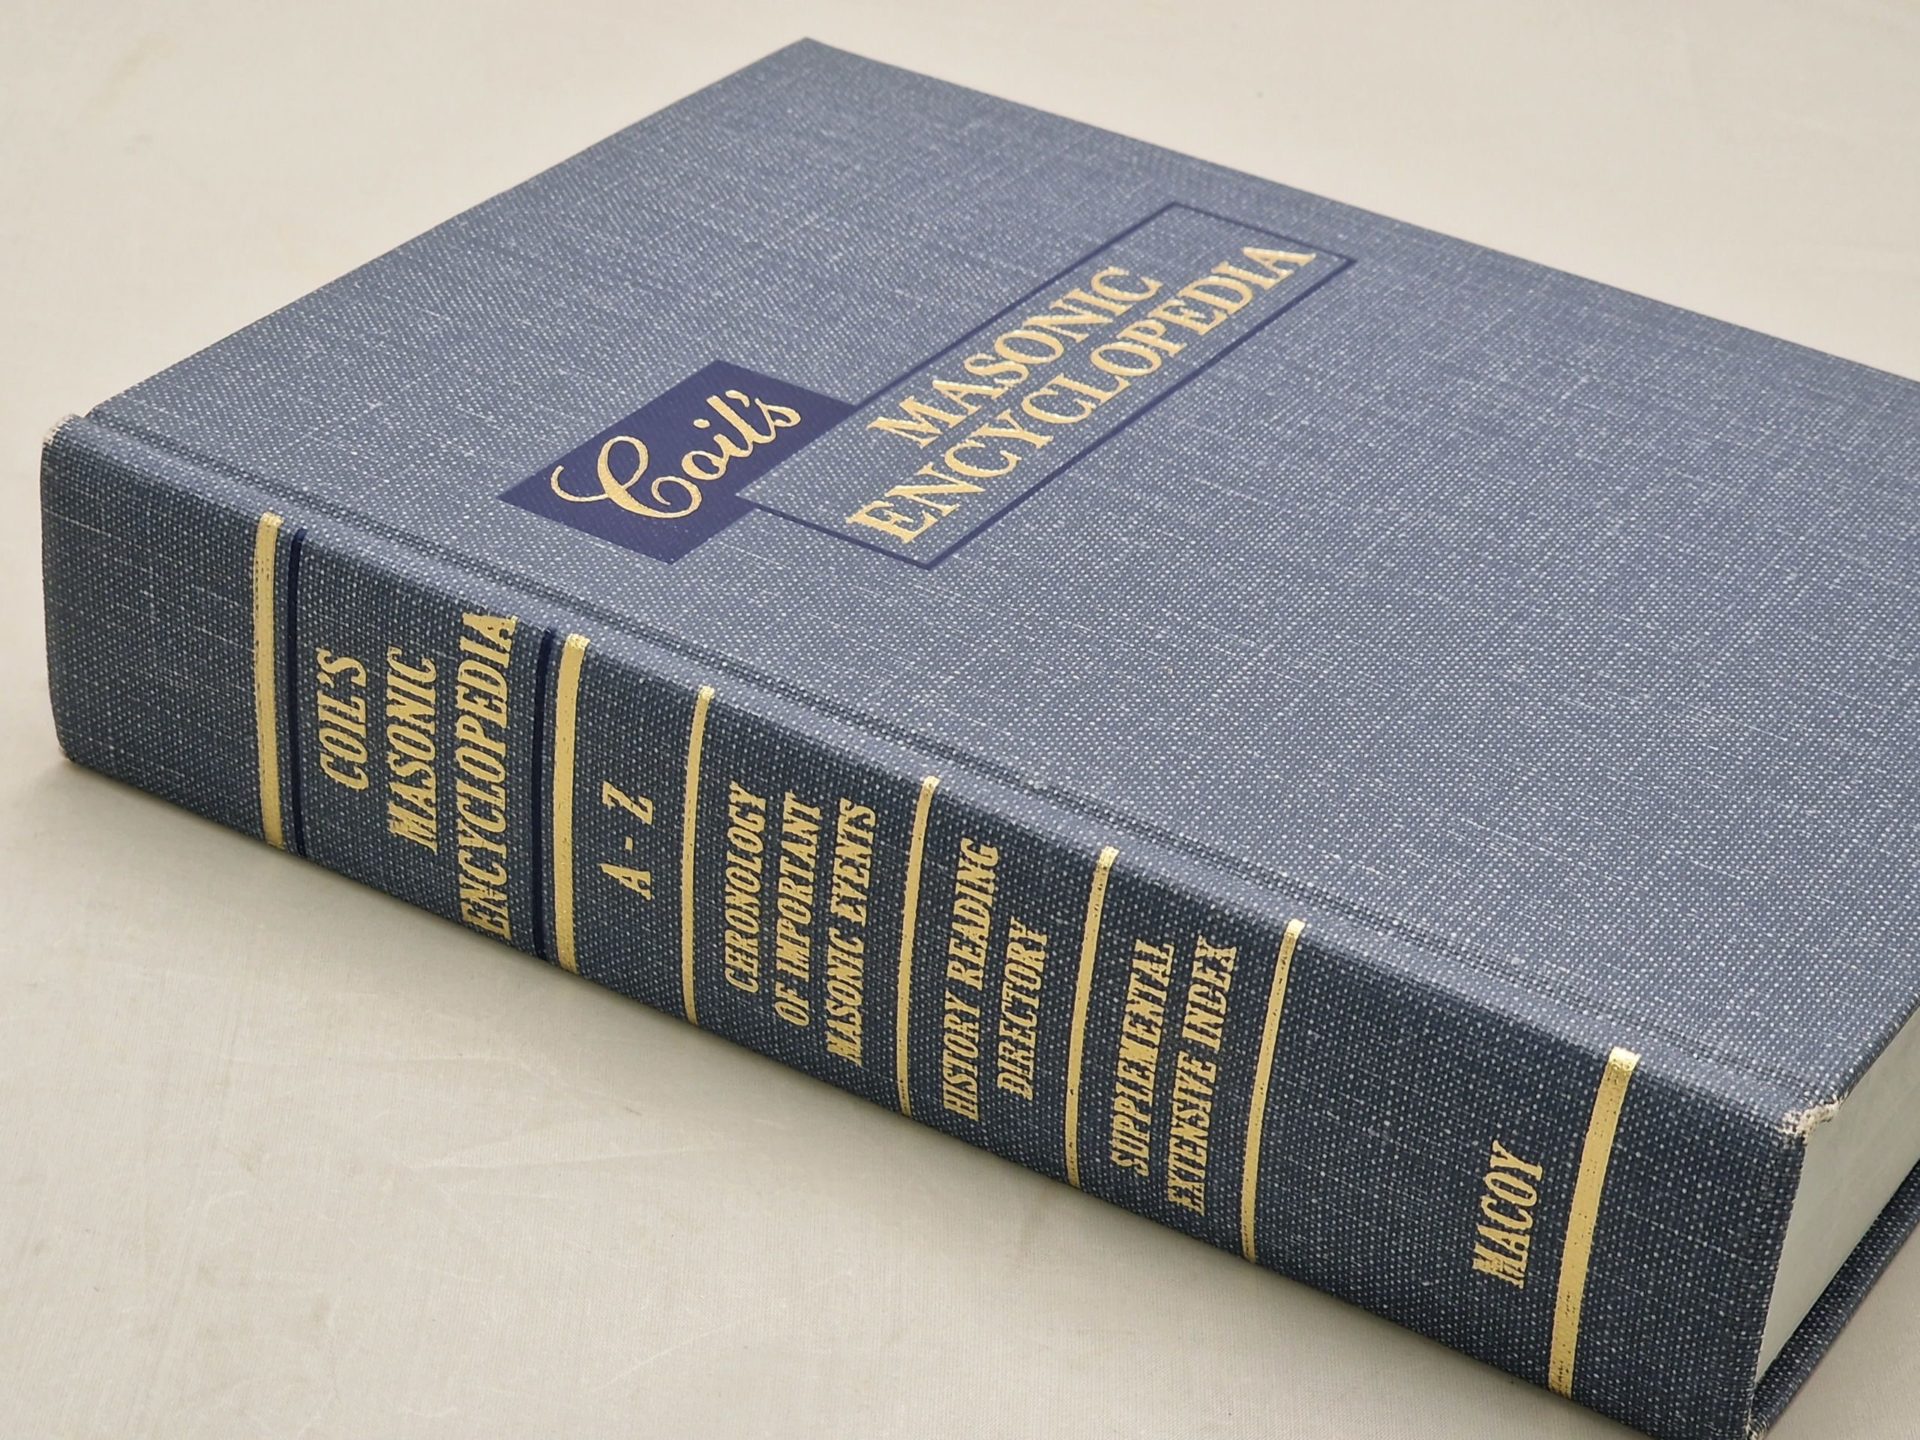 Coil's
MASONIC
ENCYCLOPEDIA
COIL'S
MASONIC
ENCYCLOPEDIA
A - Z
CHRONOLOGY
OF IMPORTANT
MASONIC EVENTS
HISTORY READING
DIRECTORY
SUPPLEMENTAL
EXTENSIVE INDEX
MACOY